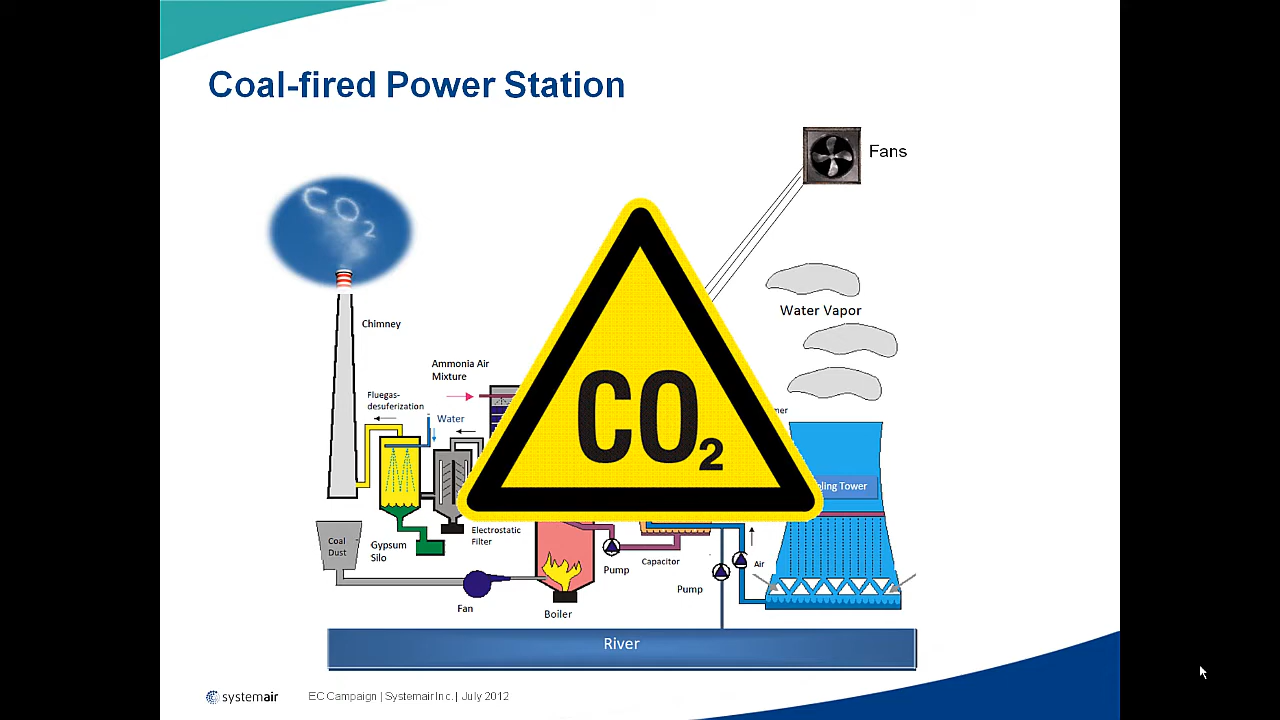 Coal-fired Power Station
Fans
CO2
Water Vapor
Chimney
Ammonia Air
Mixture
Fluegas-
desuferization
Water
CO2
Coal
Dust
Gypsum
Silo
Electrostatic
Filter
Fan
Boiler
Pump
Capacitor
Pump
Air
Tower
River
systemair
EC Campaign | Systemair Inc. | July 2012